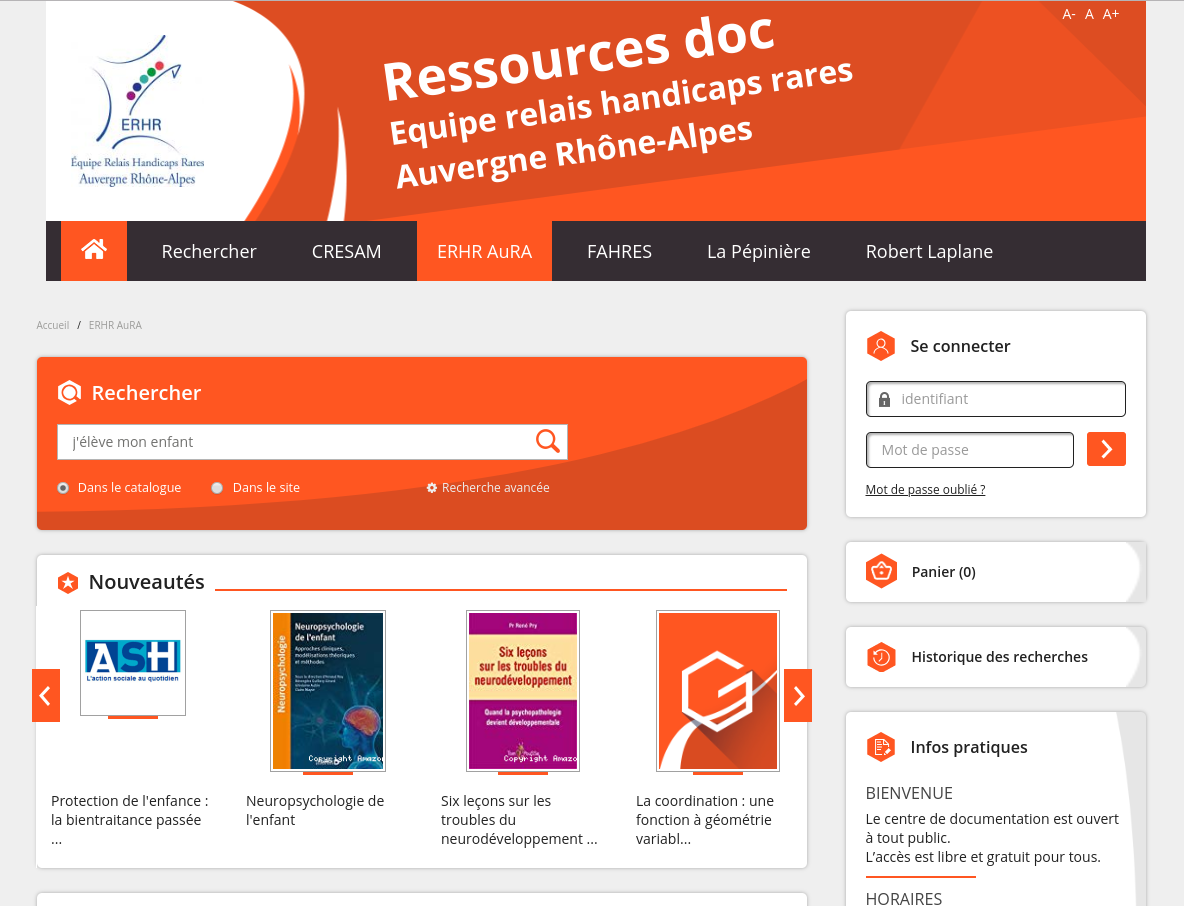 A- A A+
Ressources doc
Equipe relais handicaps rares
Auvergne Rhône-Alpes
ERHR
Équipe Relais Handicaps Rares
Auvergne Rhône-Alpes
Rechercher CRESAM ERHR AuRA FAHRES La Pépinière Robert Laplane
Accueil / ERHR AuRA
Rechercher
j'élève mon enfant
Dans le catalogue Dans le site Recherche avancée
Nouveautés
ASH
L'action sociale au quotidien
Neuropsychologie
Neuropsychologie
de l'enfant
Approches cliniques,
modélisations théoriques
et méthodes
Copyright Amazo
Pr René Pry
Six leçons
sur les troubles du
neurodéveloppement
Quand la psychopathologie
devient développementale
Copyright Amazo
Protection de l'enfance :
la bientraitance passée
...
Neuropsychologie de
l'enfant
Six leçons sur les
troubles du
neurodéveloppement ...
La coordination : une
fonction à géométrie
variabl...
Se connecter
identifiant
Mot de passe
Mot de passe oublié ?
Panier (0)
Historique des recherches
Infos pratiques
BIENVENUE
Le centre de documentation est ouvert
à tout public.
L’accès est libre et gratuit pour tous.
HORAIRES